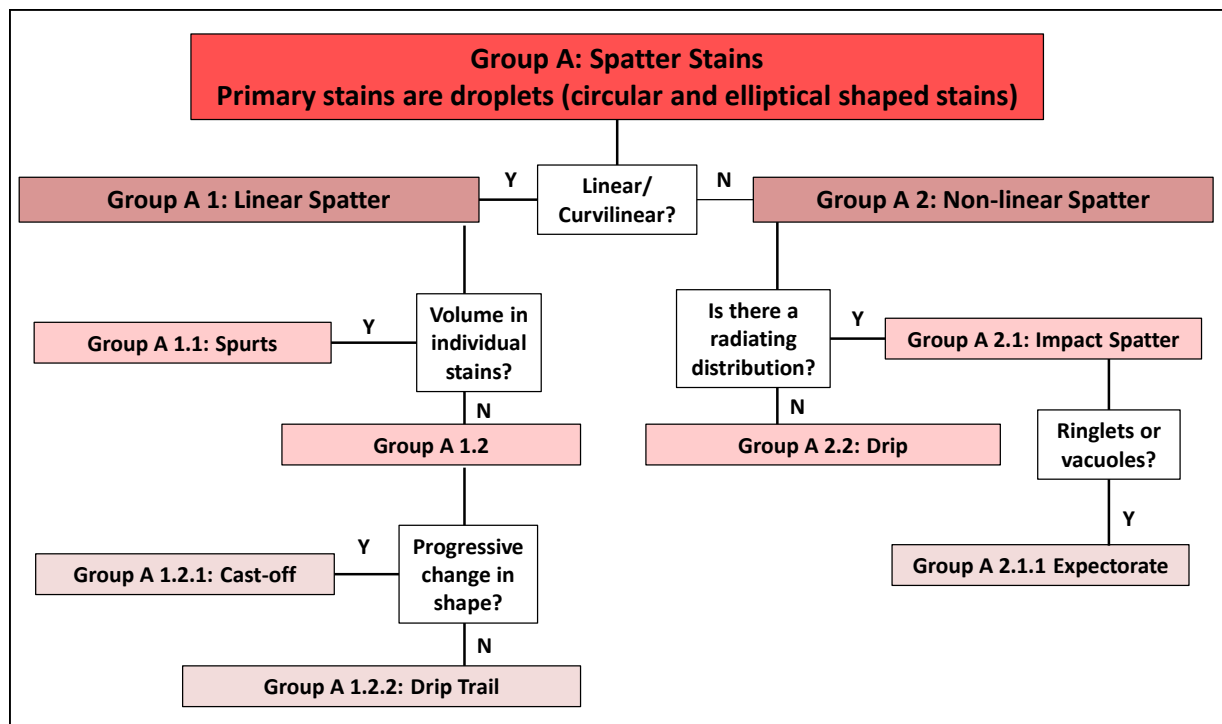 Group A: Spatter Stains
Primary stains are droplets (circular and elliptical shaped stains)
Y
Linear/
Curvilinear?
N
Group A 1: Linear Spatter
Group A 2: Non-linear Spatter
Volume in
individual
stains?
Y
Group A 1.1: Spurts
N
Group A 1.2
Progressive
change in
shape?
Y
Group A 1.2.1: Cast-off
N
Group A 1.2.2: Drip Trail
Is there a
radiating
distribution?
Y
Group A 2.1: Impact Spatter
N
Group A 2.2: Drip
Ringlets or
vacuoles?
Y
Group A 2.1.1 Expectorate